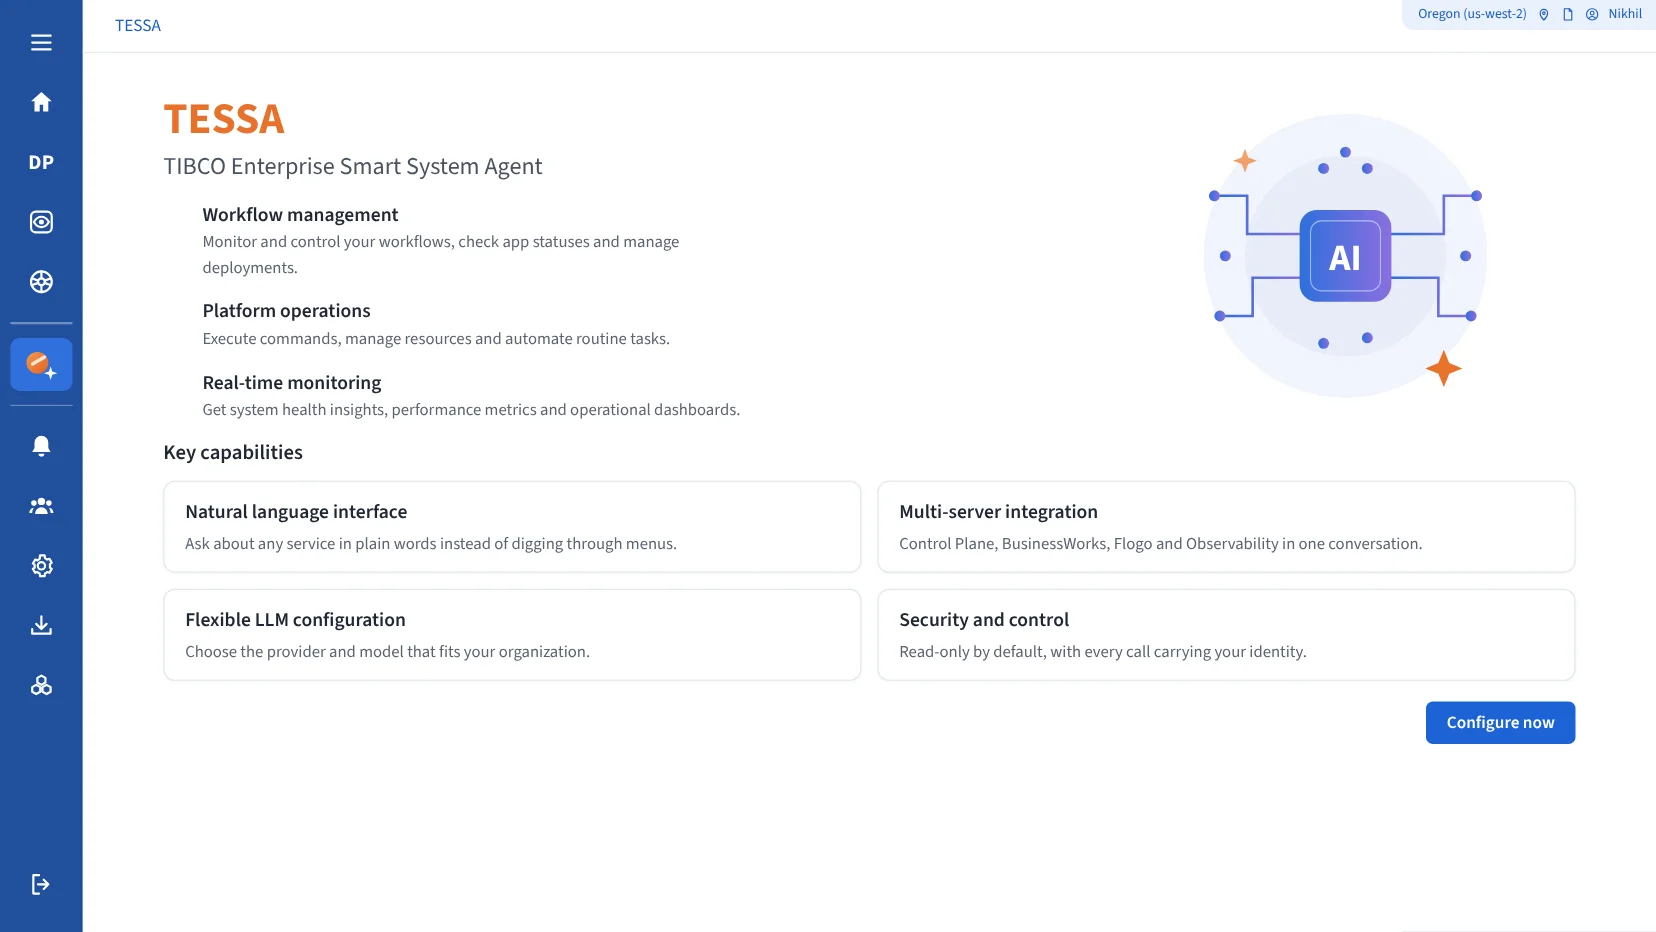 TESSA
Oregon (us-west-2)
Nikhil
DP
TESSA
TIBCO Enterprise Smart System Agent
Workflow management
Monitor and control your workflows, check app statuses and manage
deployments.
Platform operations
Execute commands, manage resources and automate routine tasks.
Real-time monitoring
Get system health insights, performance metrics and operational dashboards.
AI
Key capabilities
Natural language interface
Ask about any service in plain words instead of digging through menus.
Multi-server integration
Control Plane, BusinessWorks, Flogo and Observability in one conversation.
Flexible LLM configuration
Choose the provider and model that fits your organization.
Security and control
Read-only by default, with every call carrying your identity.
Configure now